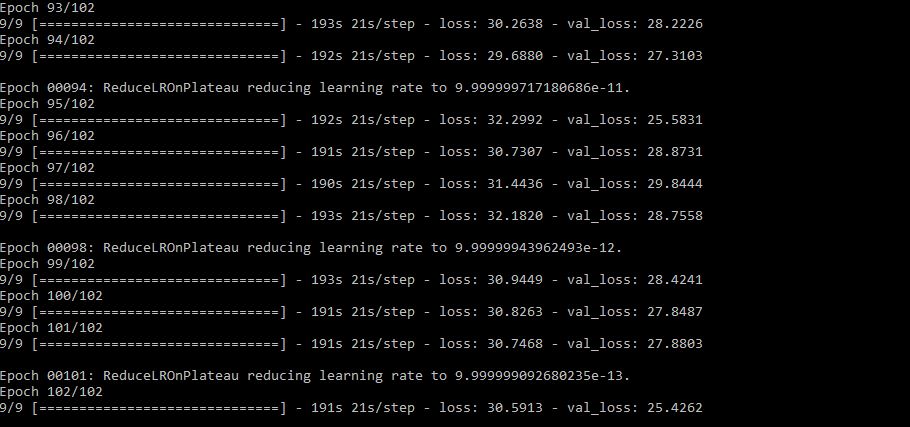 Epoch 93/102
9/9 [==============================] - 193s 21s/step - loss: 30.2638 - val_loss: 28.2226
Epoch 94/102
9/9 [==============================] - 192s 21s/step - loss: 29.6880 - val_loss: 27.3103
Epoch 00094: ReduceLROnPlateau reducing learning rate to 9.999999717180686e-11.
Epoch 95/102
9/9 [==============================] - 192s 21s/step - loss: 32.2992 - val_loss: 25.5831
Epoch 96/102
9/9 [==============================] - 191s 21s/step - loss: 30.7307 - val_loss: 28.8731
Epoch 97/102
9/9 [==============================] - 190s 21s/step - loss: 31.4436 - val_loss: 29.8444
Epoch 98/102
9/9 [==============================] - 193s 21s/step - loss: 32.1820 - val_loss: 28.7558
Epoch 00098: ReduceLROnPlateau reducing learning rate to 9.99999943962493e-12.
Epoch 99/102
9/9 [==============================] - 193s 21s/step - loss: 30.9449 - val_loss: 28.4241
Epoch 100/102
9/9 [==============================] - 191s 21s/step - loss: 30.8263 - val_loss: 27.8487
Epoch 101/102
9/9 [==============================] - 191s 21s/step - loss: 30.7468 - val_loss: 27.8803
Epoch 00101: ReduceLROnPlateau reducing learning rate to 9.999999092680235e-13.
Epoch 102/102
9/9 [==============================] - 191s 21s/step - loss: 30.5913 - val_loss: 25.4262